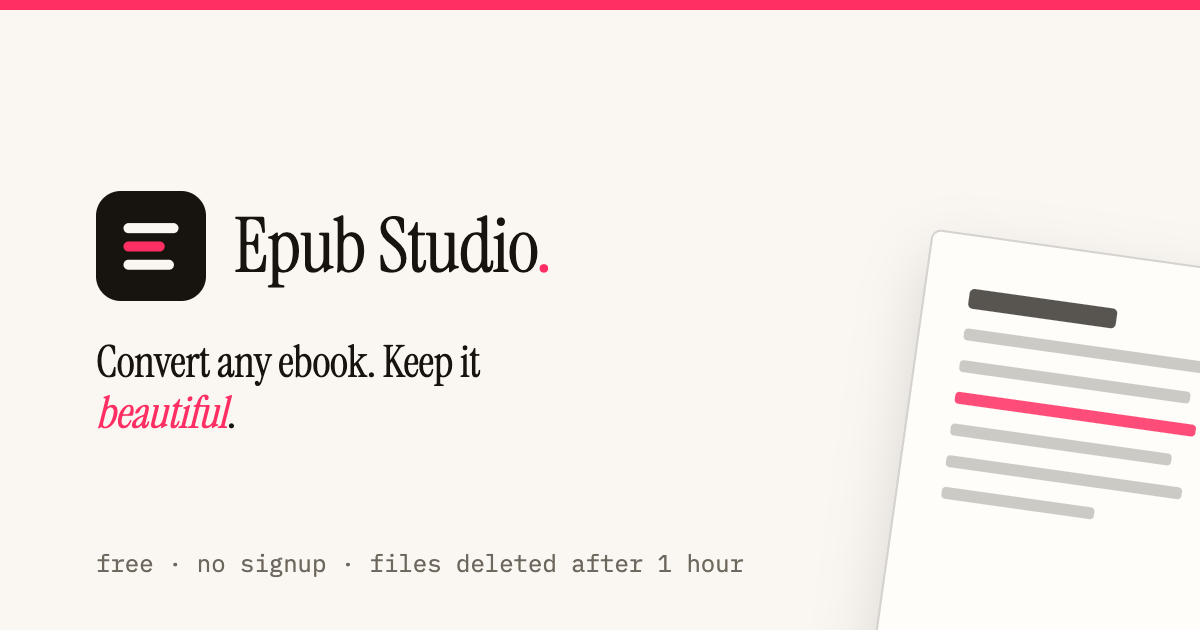 Epub Studio.
Convert any ebook. Keep it
beautiful.
free · no signup · files deleted after 1 hour